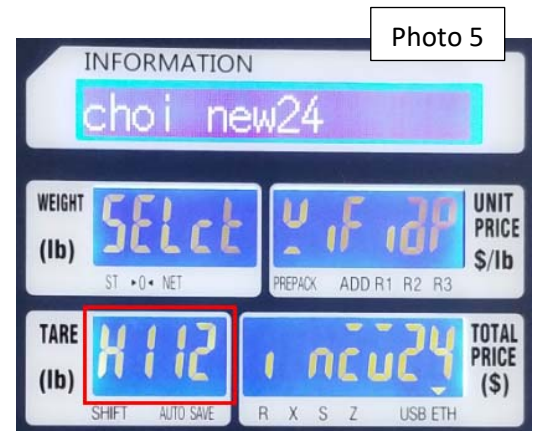 Photo 5
INFORMATION
choi new24
WEIGHT
(lb)
SELct
ST ▸0◂ NET
UNIT
PRICE
$/lb
PREPACK ADD R1 R2 R3
TARE
(lb)
H112
SHIFT AUTO SAVE
TOTAL
PRICE
($)
R X S Z USB ETH